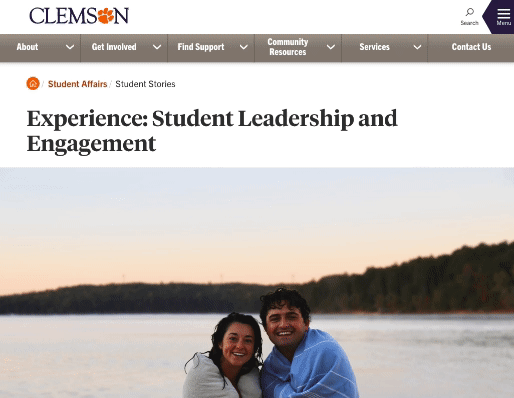 CLEMSON
Search
Menu
About
Get Involved
Find Support
Community
Resources
Services
Contact Us
Student Affairs / Student Stories
Experience: Student Leadership and
Engagement